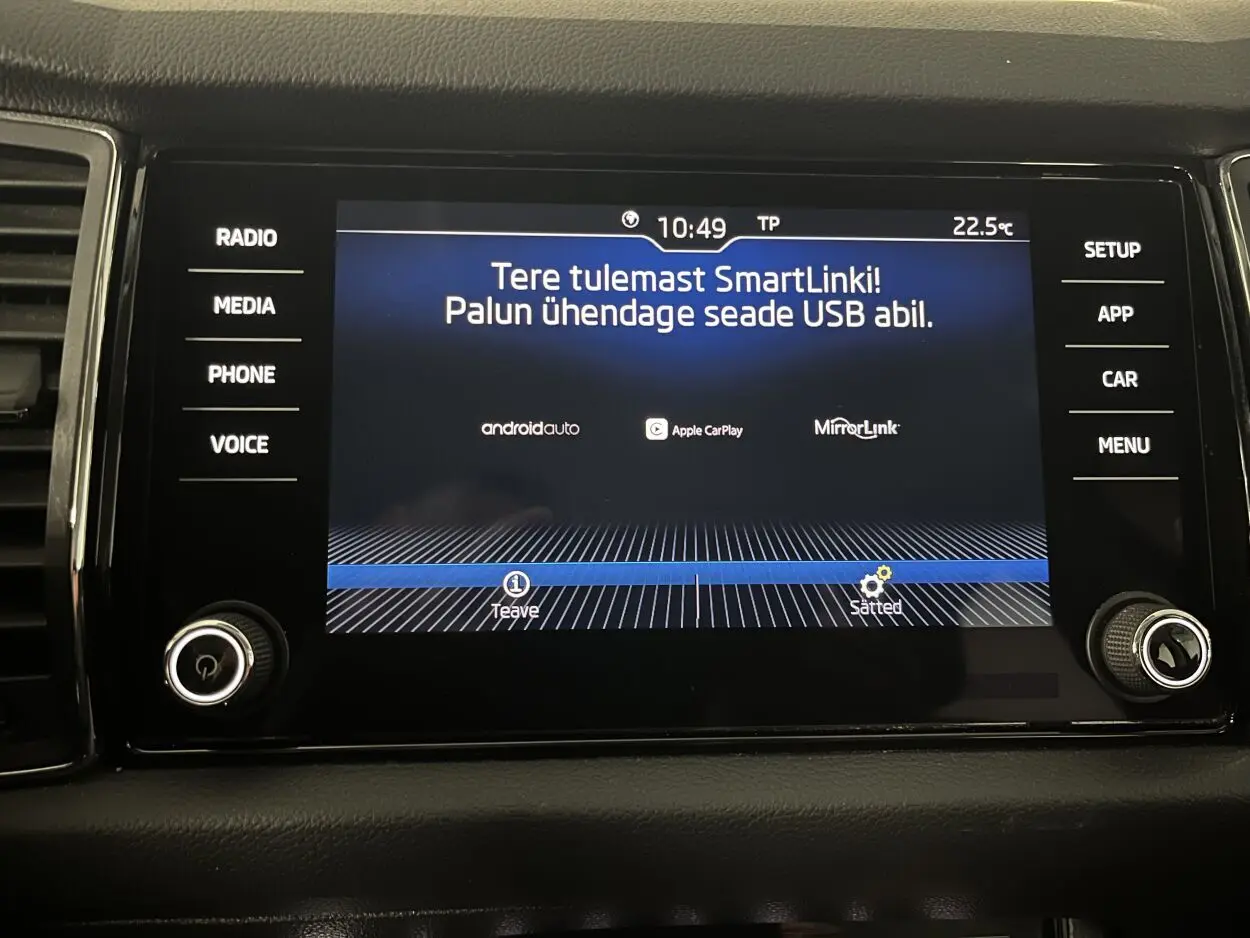 RADIO
MEDIA
PHONE
VOICE
10:49 TP 22.5°C
Tere tulemast SmartLinki!
Palun ühendage seade USB abil.
androidauto Apple CarPlay MirrorLink
Teave Sätted
SETUP
APP
CAR
MENU